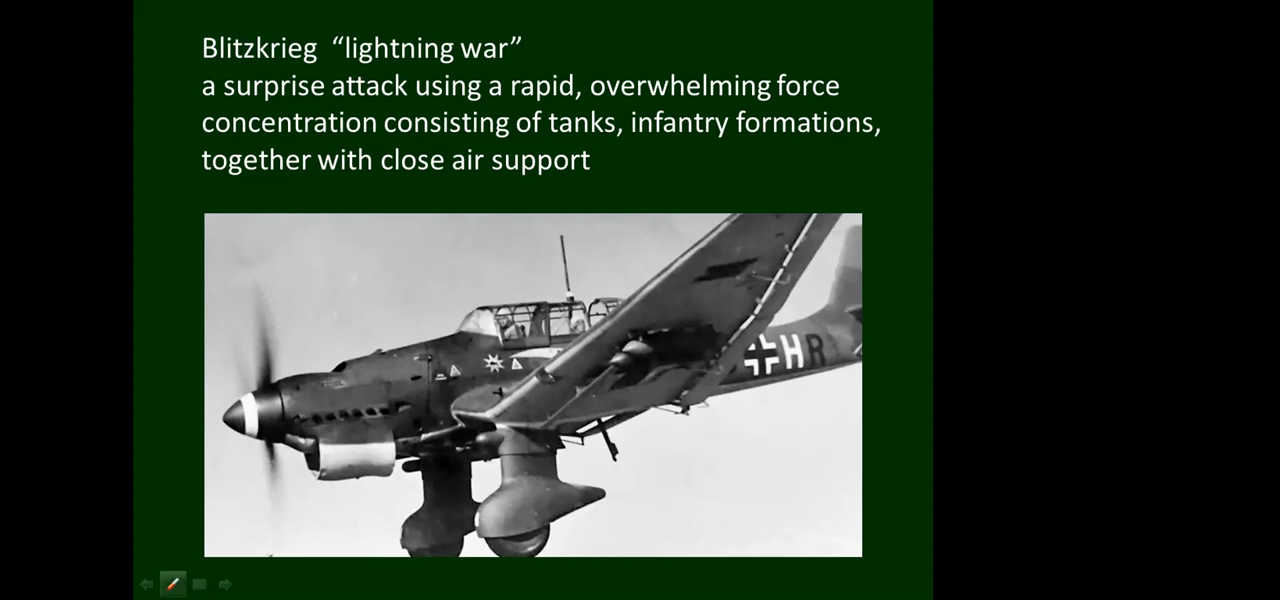 Blitzkrieg “lightning war”
a surprise attack using a rapid, overwhelming force
concentration consisting of tanks, infantry formations,
together with close air support
HR